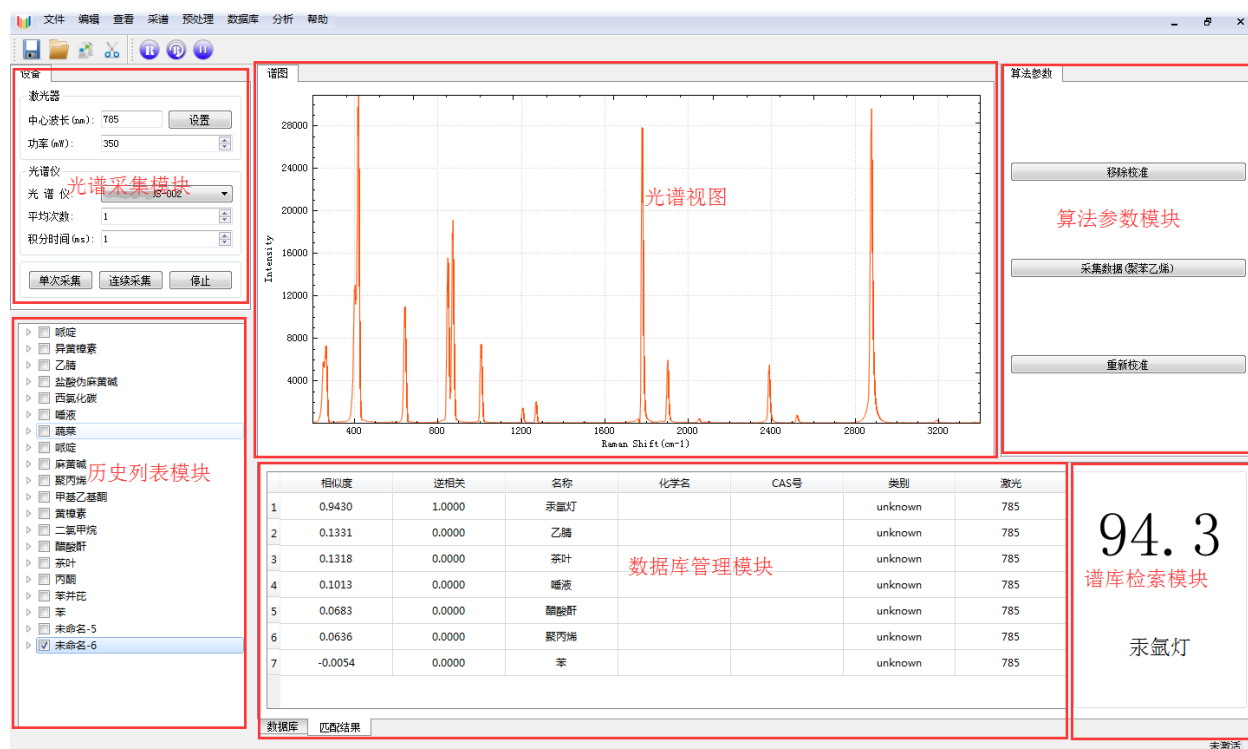 文件 编辑 查看 采谱 预处理 数据库 分析 帮助
设备
激光器
中心波长(nm): 785 设置
功率(mW): 350
光谱仪
光谱采集模块
光 谱 仪 S-002
平均次数: 1
积分时间(ms): 1
单次采集 连续采集 停止
哌啶
异黄樟素
乙腈
盐酸伪麻黄碱
西氯化碳
唾液
蔬菜
哌啶
麻黄碱
历史列表模块
聚丙烯
甲基乙基酮
黄樟素
二氯甲烷
醋酸酐
茶叶
丙酮
苯并芘
苯
未命名-5
未命名-6
谱图
28000
24000
20000
16000
12000
8000
4000
Intensity
光谱视图
400 800 1200 1600 2000 2400 2800 3200
Raman Shift(cm-1)
算法参数
移除校准
算法参数模块
采集数据(聚苯乙烯)
重新校准
相似度 逆相关 名称 化学名 CAS号 类别 激光
1 0.9430 1.0000 汞氩灯 unknown 785
2 0.1331 0.0000 乙腈 unknown 785
3 0.1318 0.0000 茶叶 unknown 785
数据库管理模块
4 0.1013 0.0000 唾液 unknown 785
5 0.0683 0.0000 醋酸酐 unknown 785
6 0.0636 0.0000 聚丙烯 unknown 785
7 -0.0054 0.0000 苯 unknown 785
数据库 匹配结果
94.3
谱库检索模块
汞氩灯
未激活